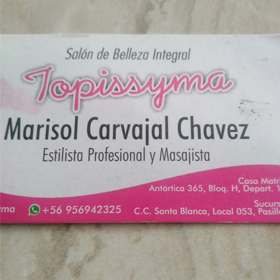 Salón de Belleza Integral
Topissyma
Marisol Carvajal Chavez
Estilista Profesional y Masajista
Casa Matr
Antártica 365, Bloq. H, Depart. 1
Sucurs
+56 956942325
C.C. Santa Blanca, Local 053, Pasill